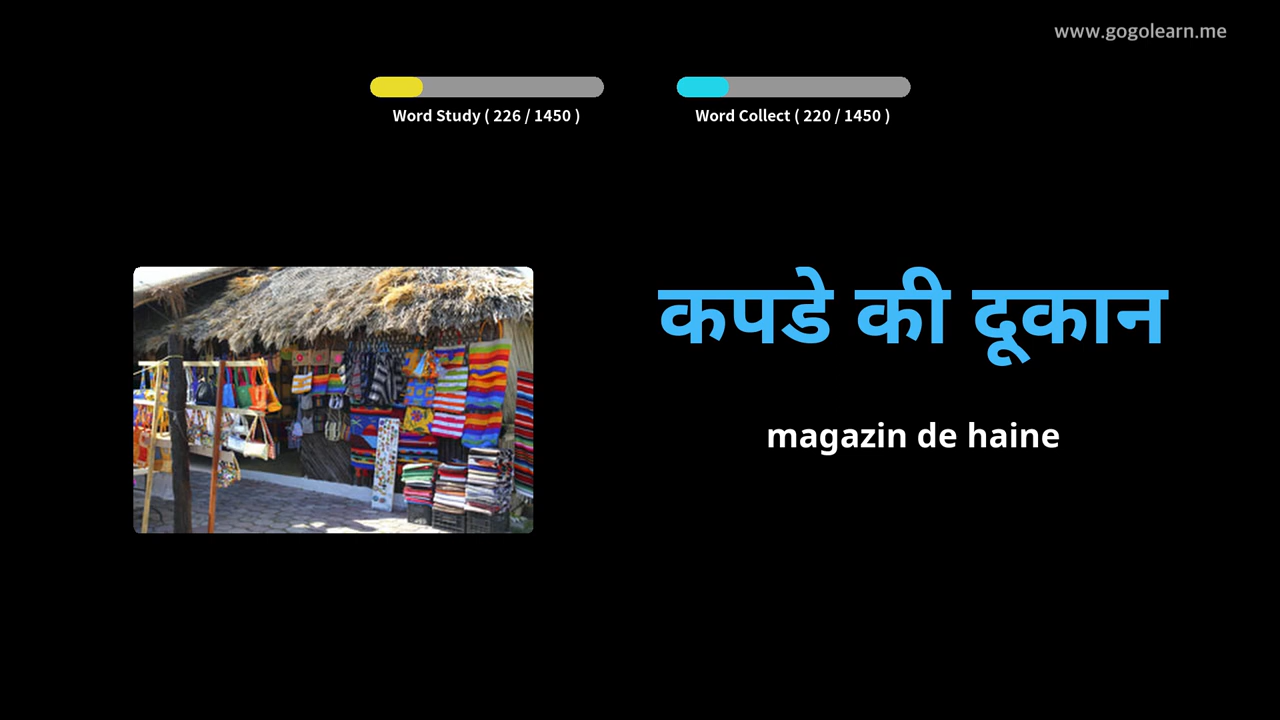 www.gogolearn.me
Word Study ( 226 / 1450 )
Word Collect ( 220 / 1450 )
कपडे की दूकान
magazin de haine